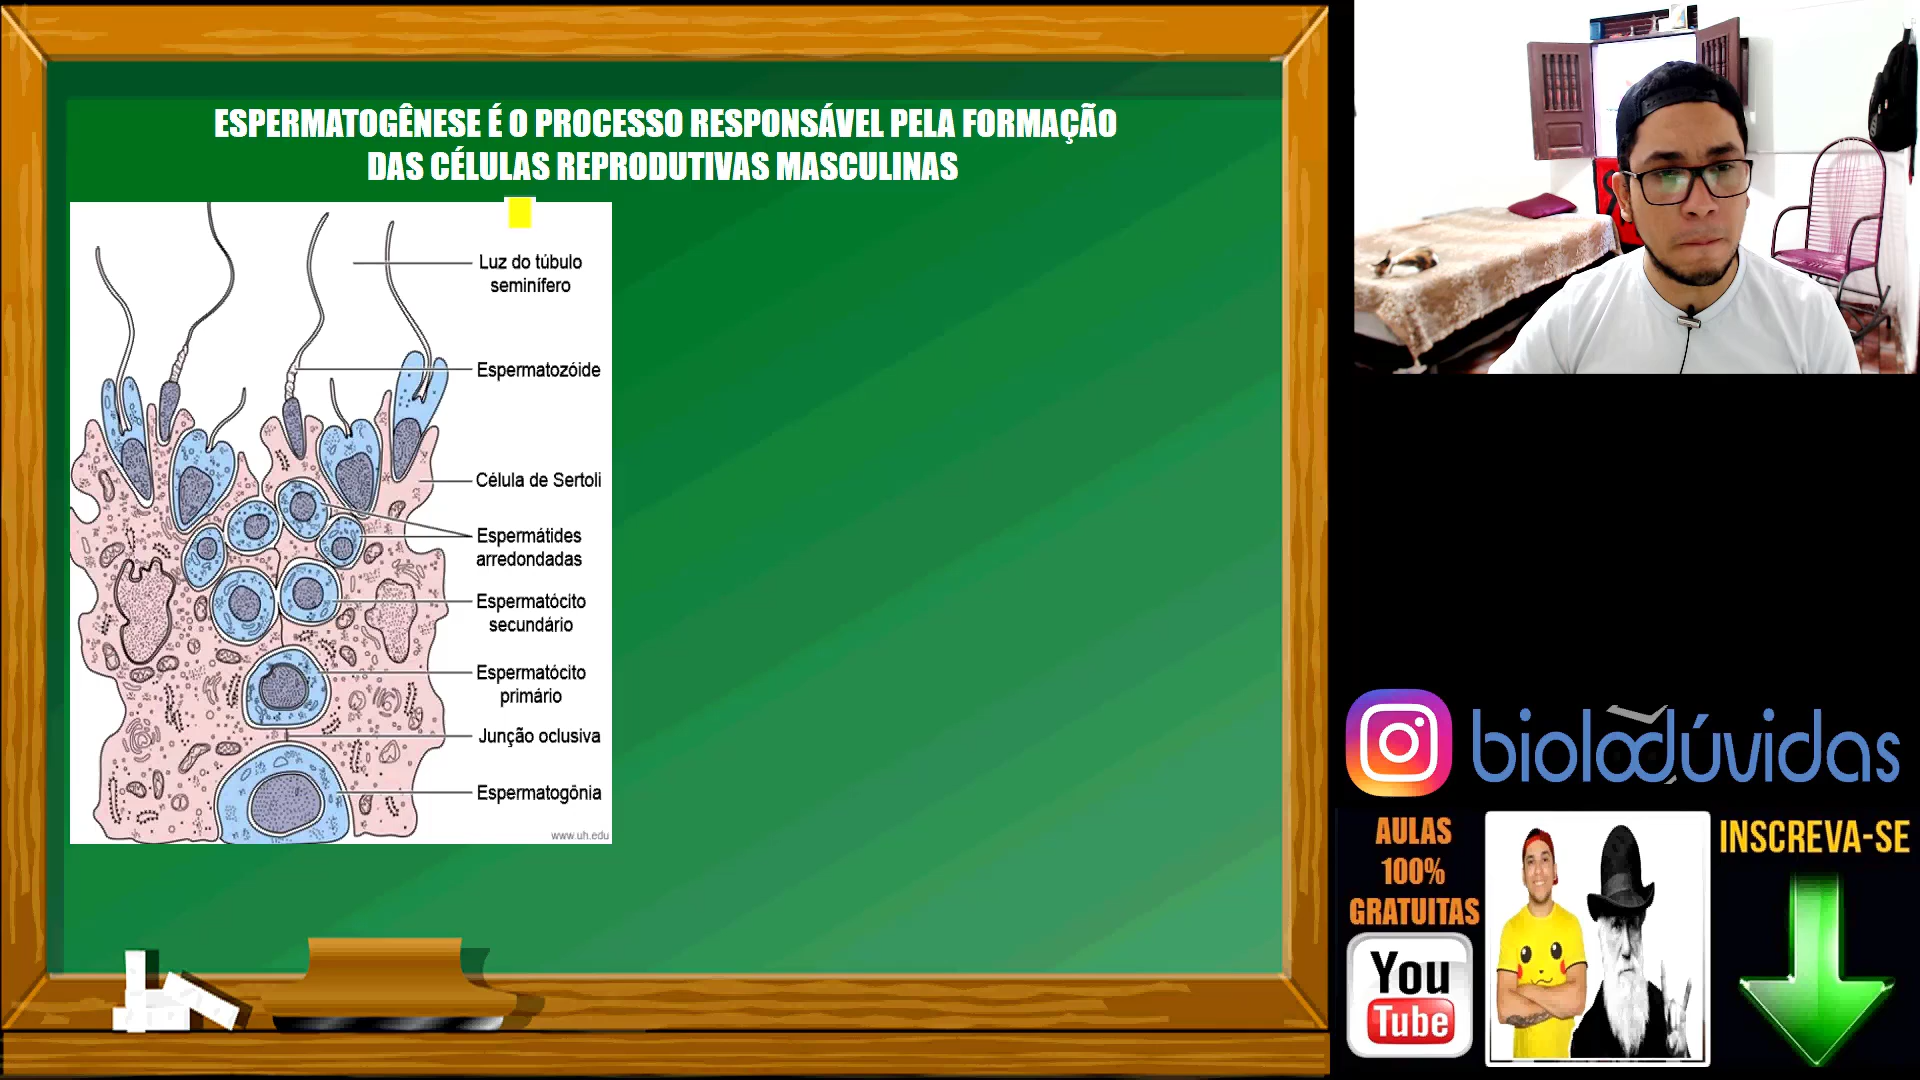 ESPERMATOGÊNESE É O PROCESSO RESPONSÁVEL PELA FORMAÇÃO
DAS CÉLULAS REPRODUTIVAS MASCULINAS
Luz do túbulo
seminífero
Espermatozóide
Célula de Sertoli
Espermátides
arredondadas
Espermatócito
secundário
Espermatócito
primário
Junção oclusiva
Espermatogônia
www.uh.edu
biolodúvidas
AULAS
100%
GRATUITAS
You
Tube
INSCREVA-SE